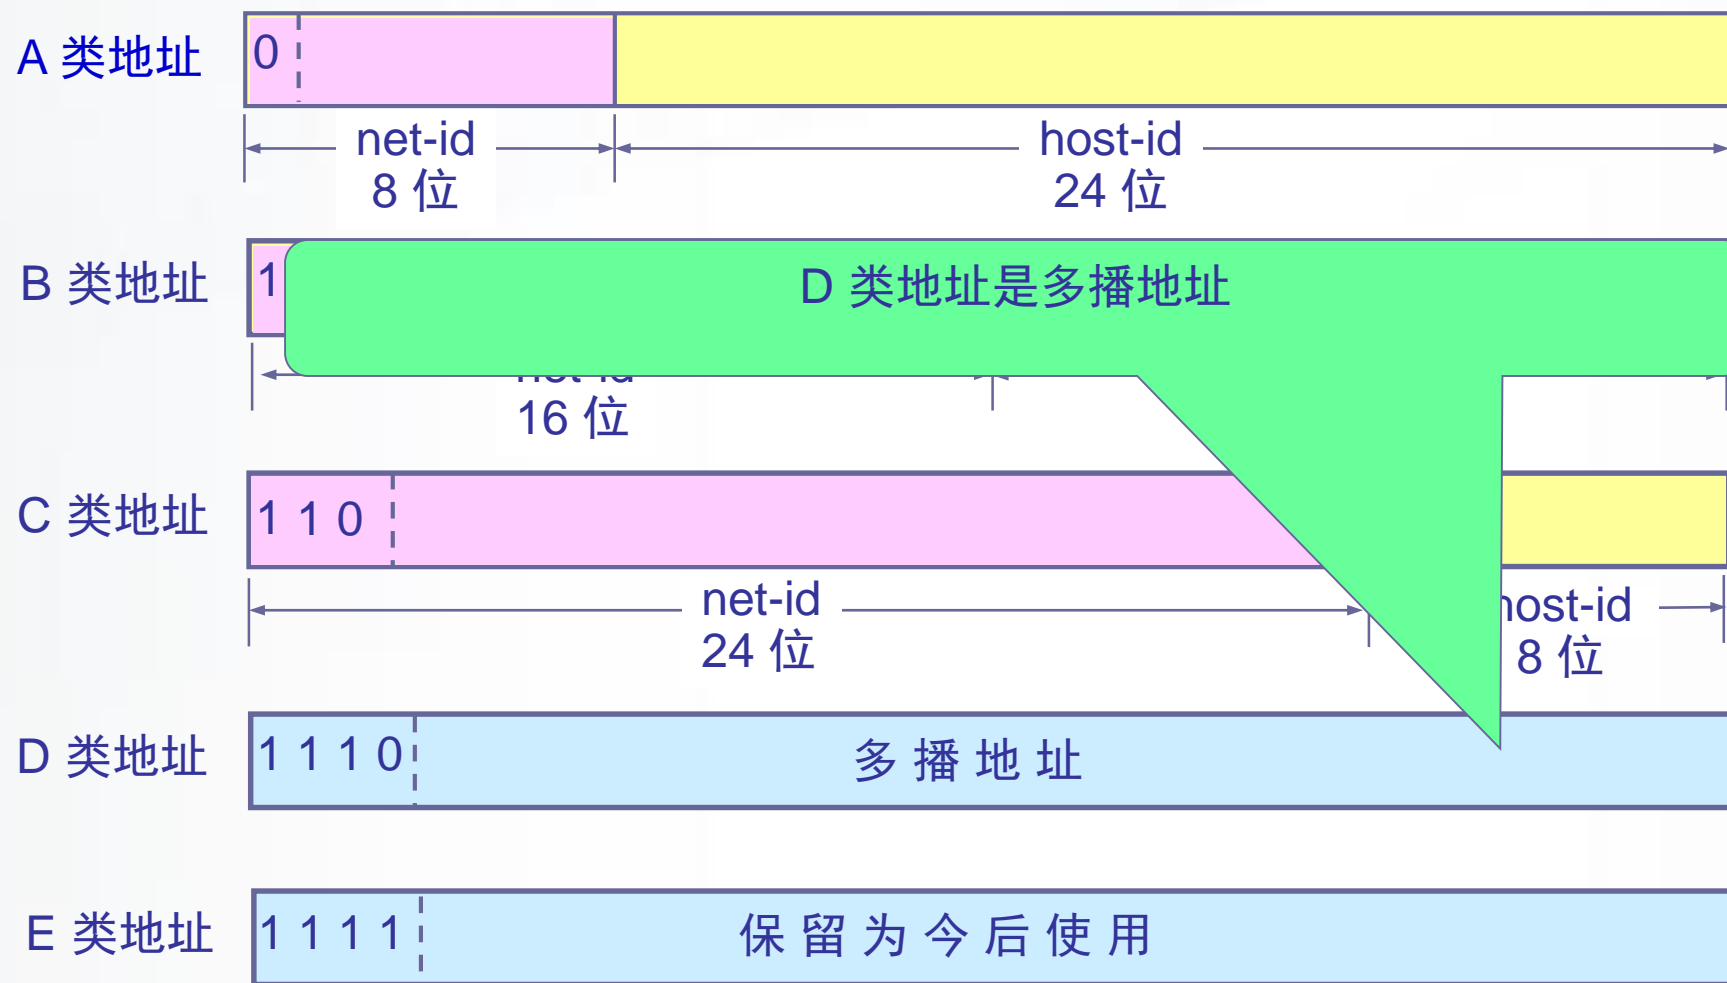 A 类地址
0
net-id
8 位
host-id
24 位
B 类地址
1
D 类地址是多播地址
net-id
16 位
C 类地址
1 1 0
net-id
24 位
host-id
8 位
D 类地址
1 1 1 0
多 播 地 址
E 类地址
1 1 1 1
保 留 为 今 后 使 用